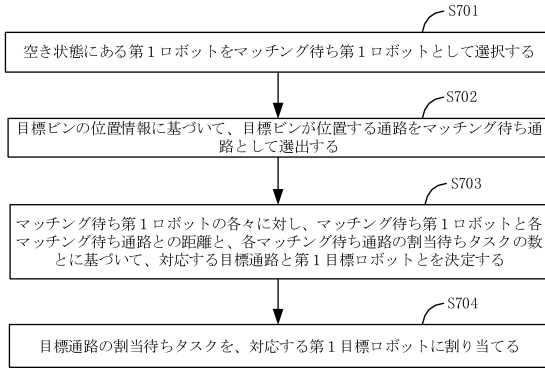 S701
空き状態にある第1ロボットをマッチング待ち第1ロボットとして選択する
S702
目標ビンの位置情報に基づいて、目標ビンが位置する通路をマッチング待ち通
路として選出する
S703
マッチング待ち第1ロボットの各々に対し、マッチング待ち第1ロボットと各
マッチング待ち通路との距離と、各マッチング待ち通路の割当待ちタスクの数
とに基づいて、対応する目標通路と第1目標ロボットとを決定する
S704
目標通路の割当待ちタスクを、対応する第1目標ロボットに割り当てる